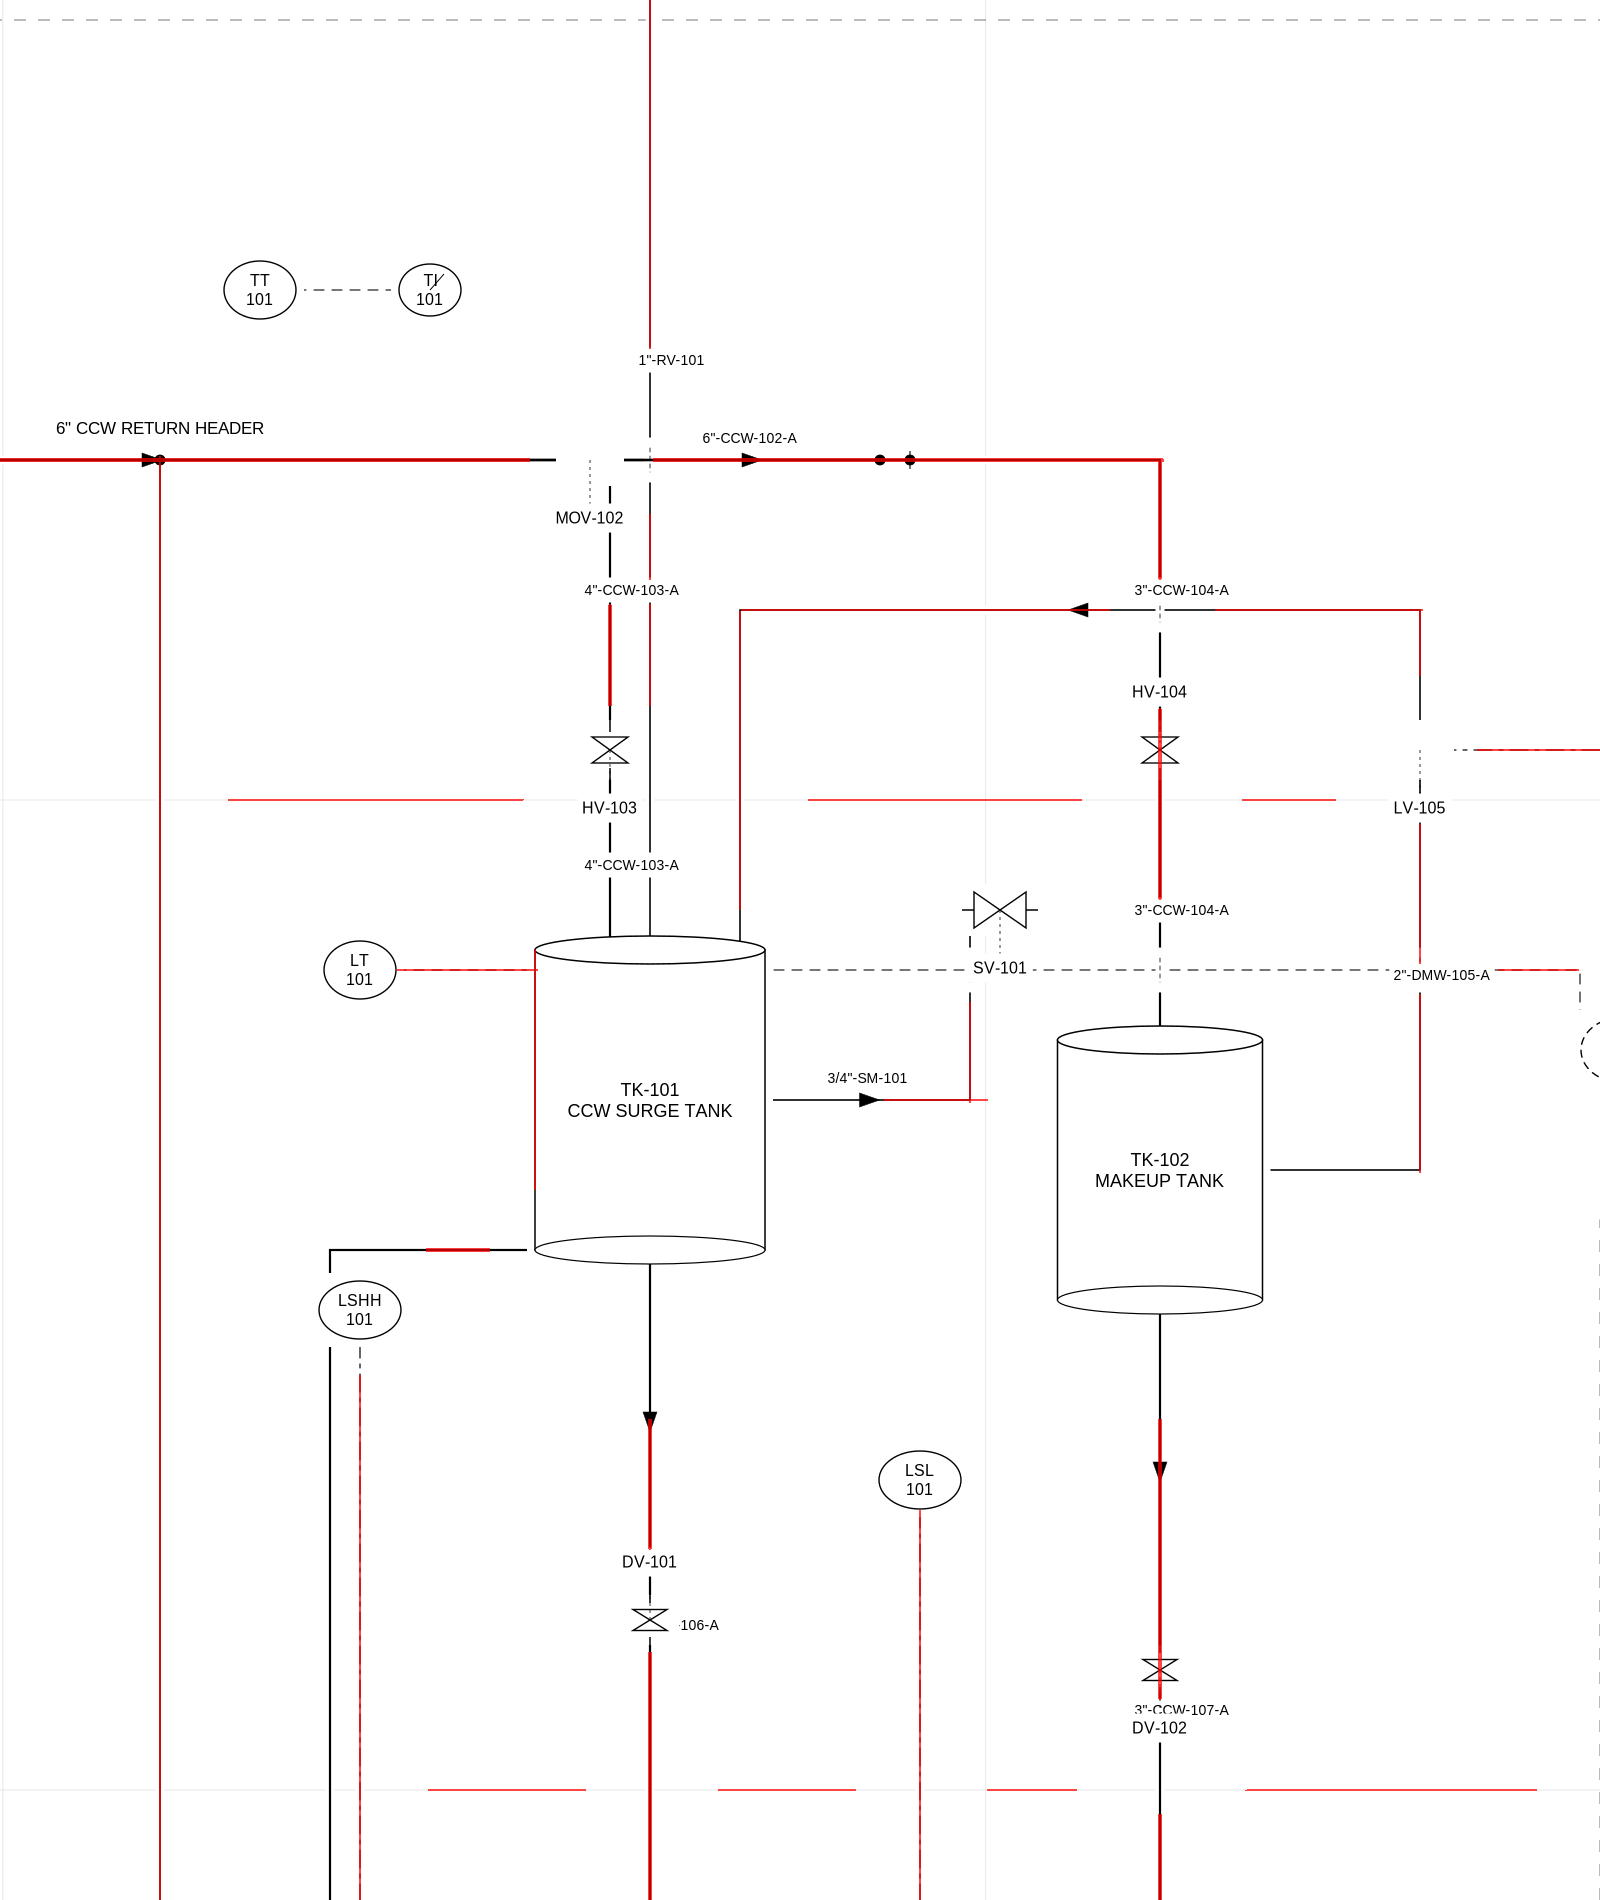 TT
101
TI
101
1"-RV-101
6" CCW RETURN HEADER
6"-CCW-102-A
MOV-102
4"-CCW-103-A
3"-CCW-104-A
HV-104
HV-103
LV-105
4"-CCW-103-A
3"-CCW-104-A
LT
101
SV-101
2"-DMW-105-A
3/4"-SM-101
TK-101
CCW SURGE TANK
TK-102
MAKEUP TANK
LSHH
101
LSL
101
DV-101
106-A
3"-CCW-107-A
DV-102